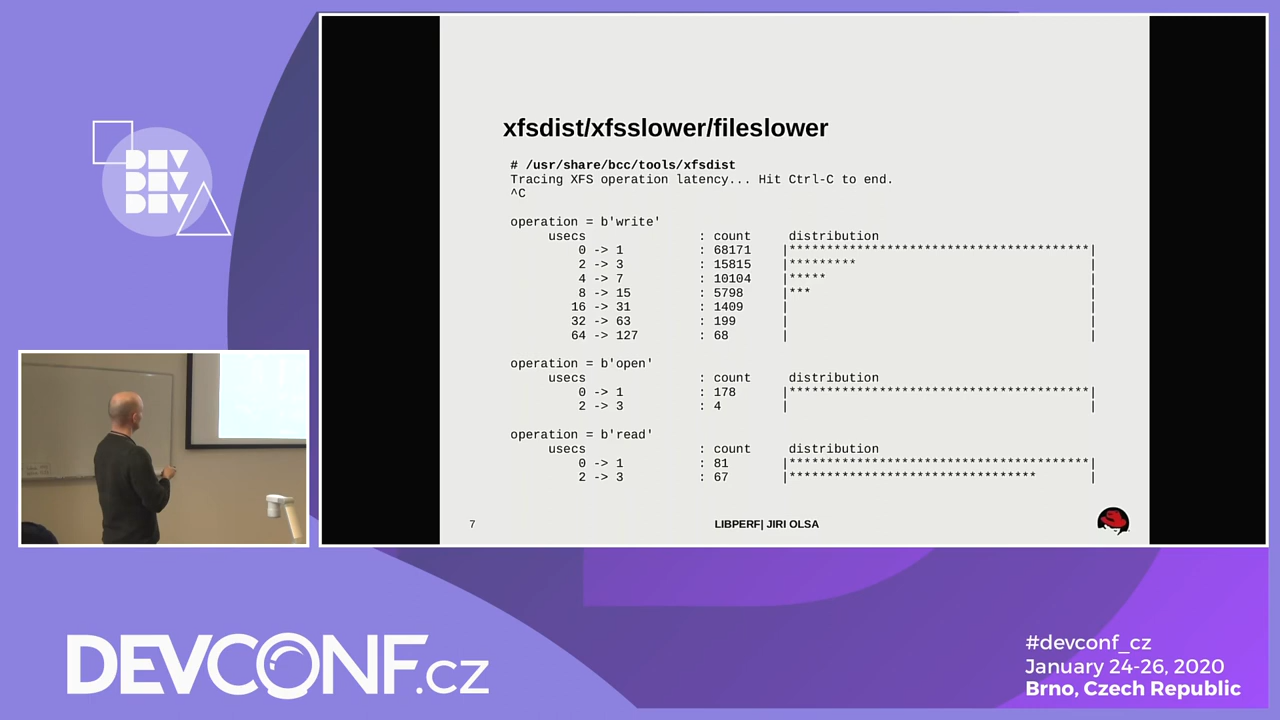 DEV
DEV
DEV
xfsdist/xfsslower/fileslower
# /usr/share/bcc/tools/xfsdist
Tracing XFS operation latency... Hit Ctrl-C to end.
^C
operation = b'write'
usecs : count distribution
0 -> 1 : 68171 |****************************************|
2 -> 3 : 15815 |********* |
4 -> 7 : 10104 |***** |
8 -> 15 : 5798 |*** |
16 -> 31 : 1409 | |
32 -> 63 : 199 | |
64 -> 127 : 68 | |
operation = b'open'
usecs : count distribution
0 -> 1 : 178 |****************************************|
2 -> 3 : 4 | |
operation = b'read'
usecs : count distribution
0 -> 1 : 81 |****************************************|
2 -> 3 : 67 |********************************* |
7
LIBPERF| JIRI OLSA
DEVCONF.cz
#devconf_cz
January 24-26, 2020
Brno, Czech Republic